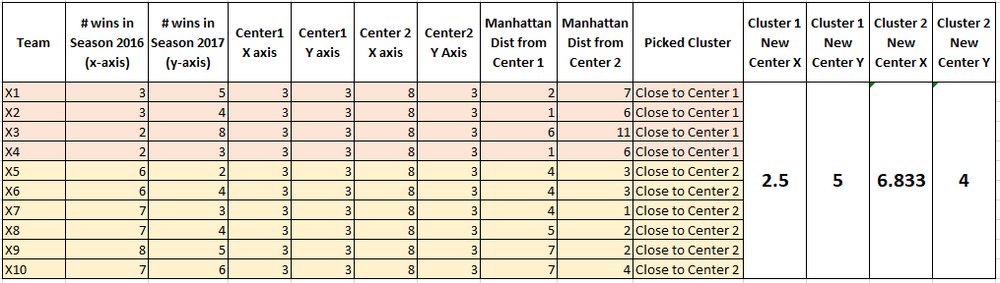 Team # wins in Season 2016 (x-axis) # wins in Season 2017 (y-axis) Center1 X axis Center1 Y axis Center 2 X axis Center2 Y Axis Manhattan Dist from Center 1 Manhattan Dist from Center 2 Picked Cluster Cluster 1 New Center X Cluster 1 New Center Y Cluster 2 New Center X Cluster 2 New Center Y
X1 3 5 3 3 8 3 2 7 Close to Center 1
X2 3 4 3 3 8 3 1 6 Close to Center 1
X3 2 8 3 3 8 3 6 11 Close to Center 1
X4 2 3 3 3 8 3 1 6 Close to Center 1
X5 6 2 3 3 8 3 4 3 Close to Center 2
X6 6 4 3 3 8 3 4 3 Close to Center 2
X7 7 3 3 3 8 3 4 1 Close to Center 2
X8 7 4 3 3 8 3 5 2 Close to Center 2
X9 8 5 3 3 8 3 7 2 Close to Center 2
X10 7 6 3 3 8 3 7 4 Close to Center 2
2.5 5 6.833 4